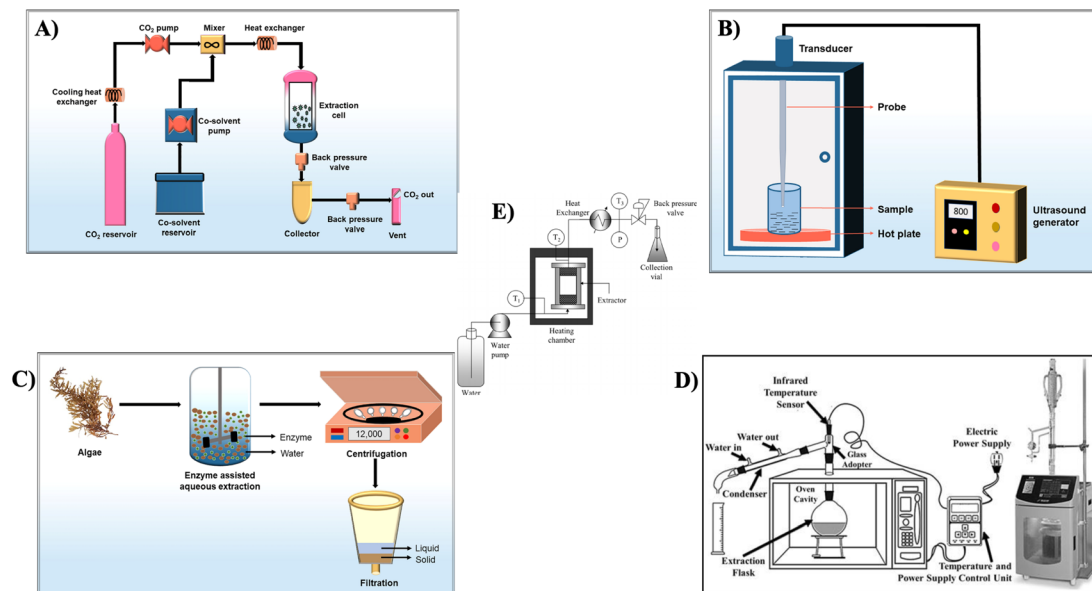 A)
CO₂ pump
Mixer
Heat exchanger
Cooling heat
exchanger
Co-solvent
pump
Extraction
cell
Back pressure
valve
CO₂ out
CO₂ reservoir
Co-solvent
reservoir
Collector
Back pressure
valve
Vent
B)
Transducer
Probe
800
Sample
Hot plate
Ultrasound
generator
E)
Heat
Exchanger
T₃
Back pressure
valve
T₂
P
Collection
vial
T₁
Extractor
Heating
chamber
Water
pump
Water
C)
Algae
Enzyme
Water
Enzyme assisted
aqueous extraction
12,000
Centrifugation
Liquid
Solid
Filtration
D)
Infrared
Temperature
Sensor
Water out
Water in
Glass
Adopter
Condenser
Oven
Cavity
Electric
Power Supply
Extraction
Flask
Temperature and
Power Supply Control Unit